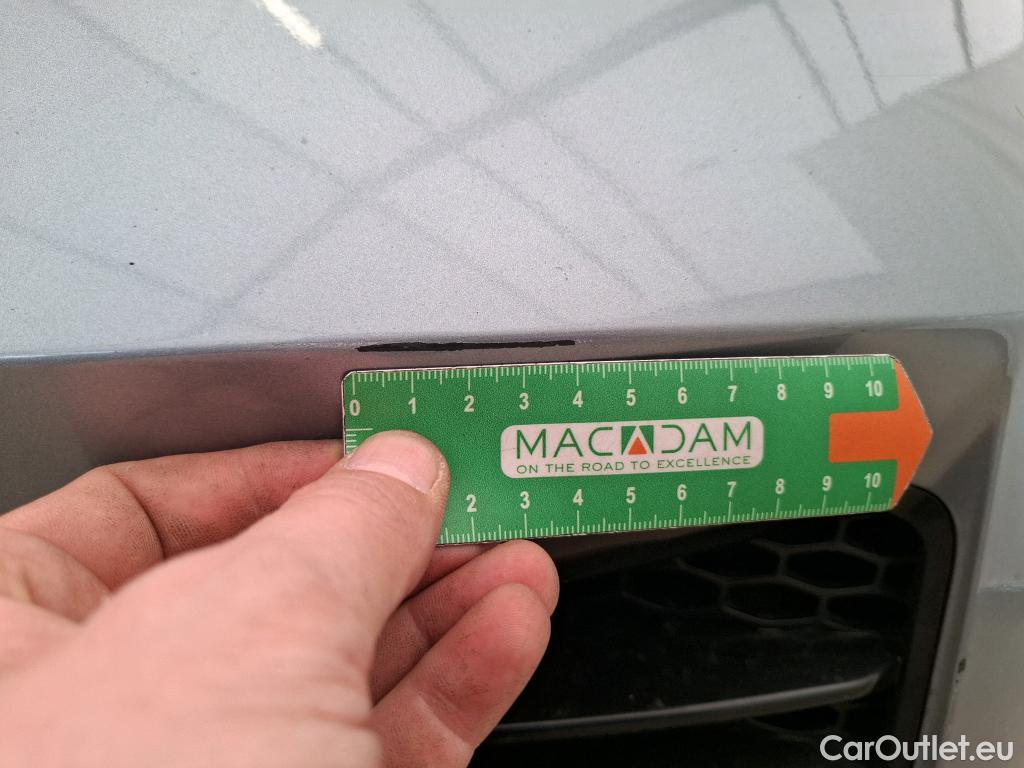 0 1 2 3 4 5 6 7 8 9 10
MACADAM
ON THE ROAD TO EXCELLENCE
2 3 4 5 6 7 8 9 10
CarOutlet.eu